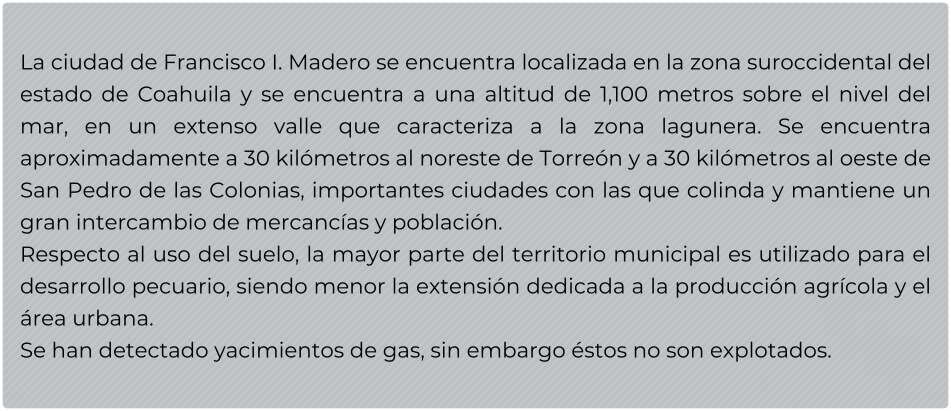 La ciudad de Francisco I. Madero se encuentra localizada en la zona suroccidental del
estado de Coahuila y se encuentra a una altitud de 1,100 metros sobre el nivel del
mar, en un extenso valle que caracteriza a la zona lagunera. Se encuentra
aproximadamente a 30 kilómetros al noreste de Torreón y a 30 kilómetros al oeste de
San Pedro de las Colonias, importantes ciudades con las que colinda y mantiene un
gran intercambio de mercancías y población.
Respecto al uso del suelo, la mayor parte del territorio municipal es utilizado para el
desarrollo pecuario, siendo menor la extensión dedicada a la producción agrícola y el
área urbana.
Se han detectado yacimientos de gas, sin embargo éstos no son explotados.